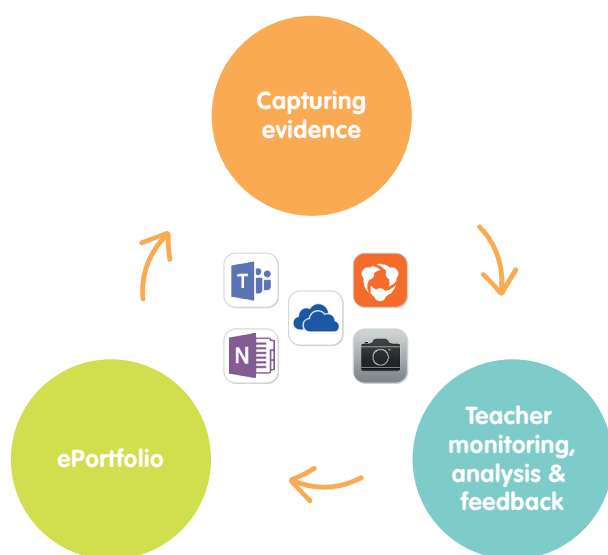 Capturing
evidence
T
N
ePortfolio
Teacher
monitoring,
analysis &
feedback